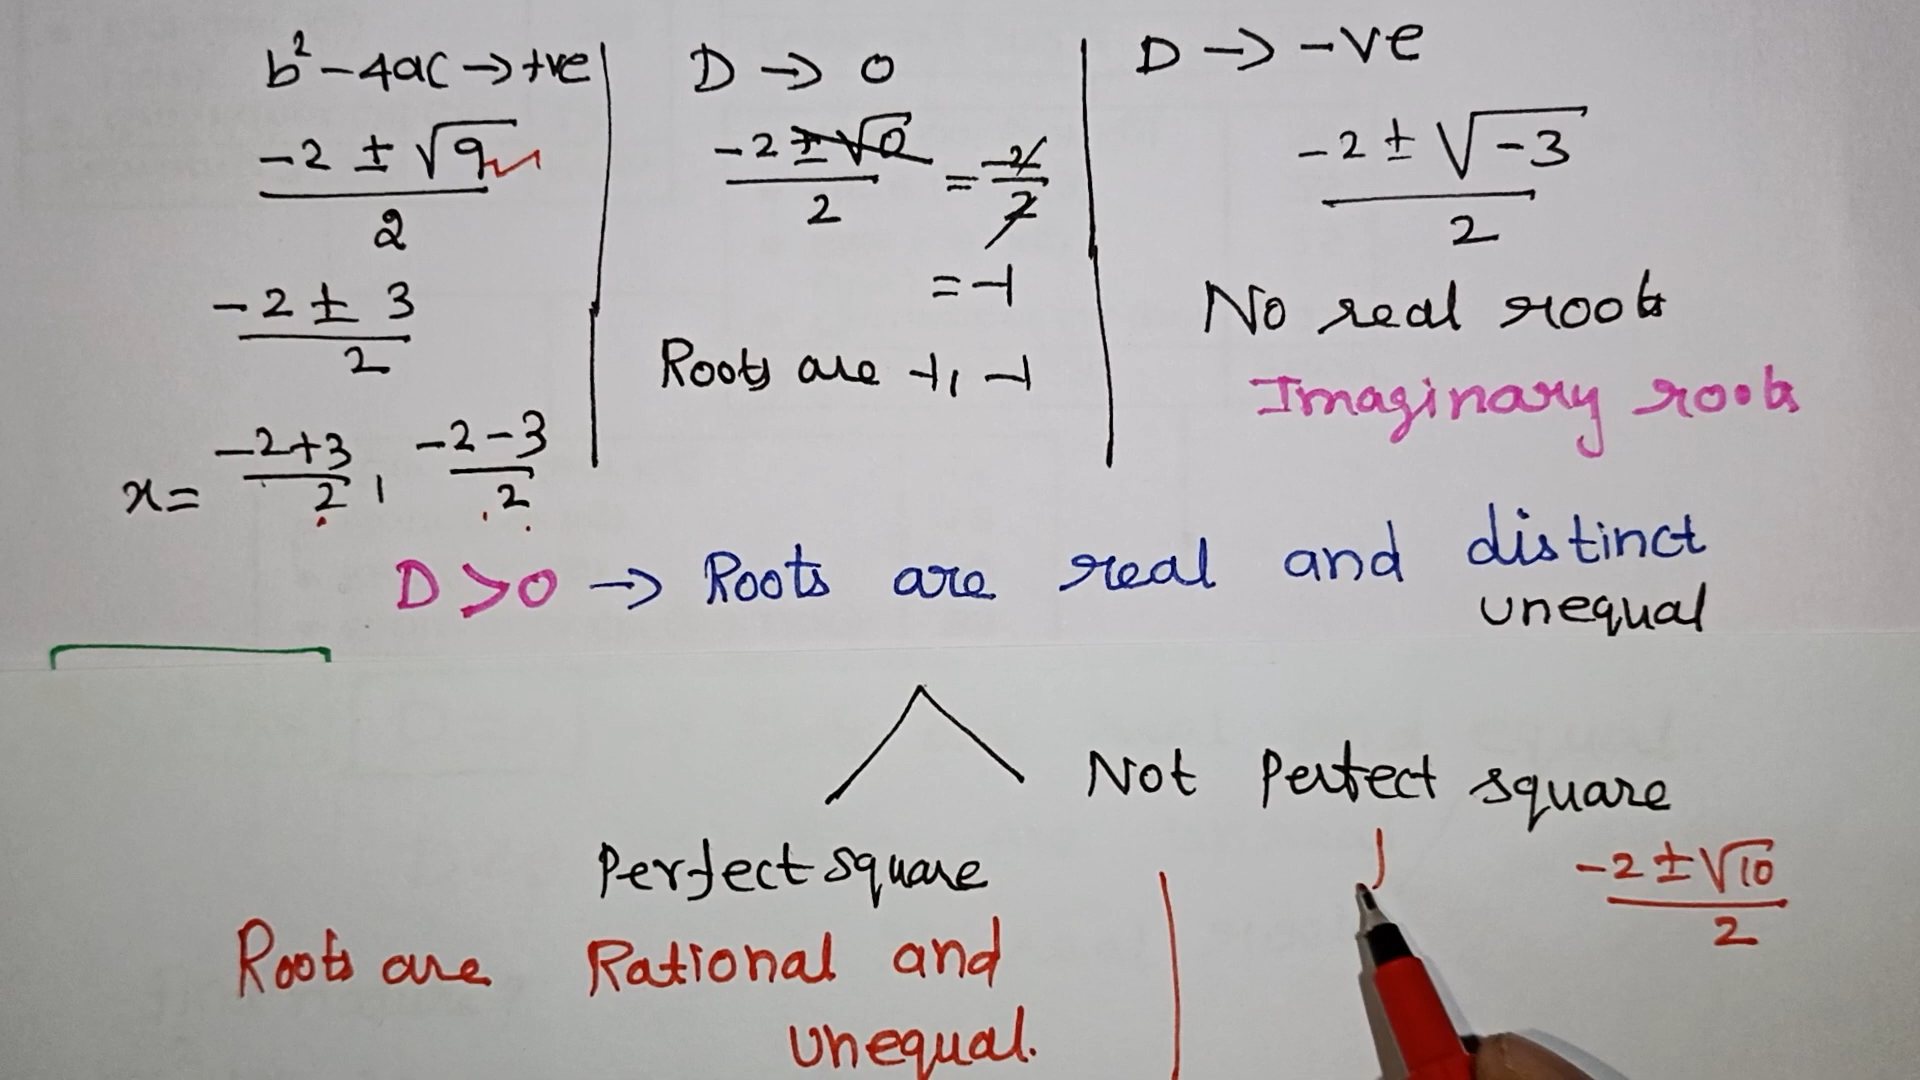 b² - 4ac → +ve
-2 ± √9
2
-2 ± 3
2
x = -2+3 / 2 , -2-3 / 2
D → 0
-2 ± √0 / 2 = -2/2
= -1
Roots are -1, -1
D → -ve
-2 ± √-3
2
No real roots
Imaginary roots
D > 0 → Roots are real and distinct
unequal
Not Perfect square
Perfect square
-2 ± √10
2
Roots are Rational and
unequal.